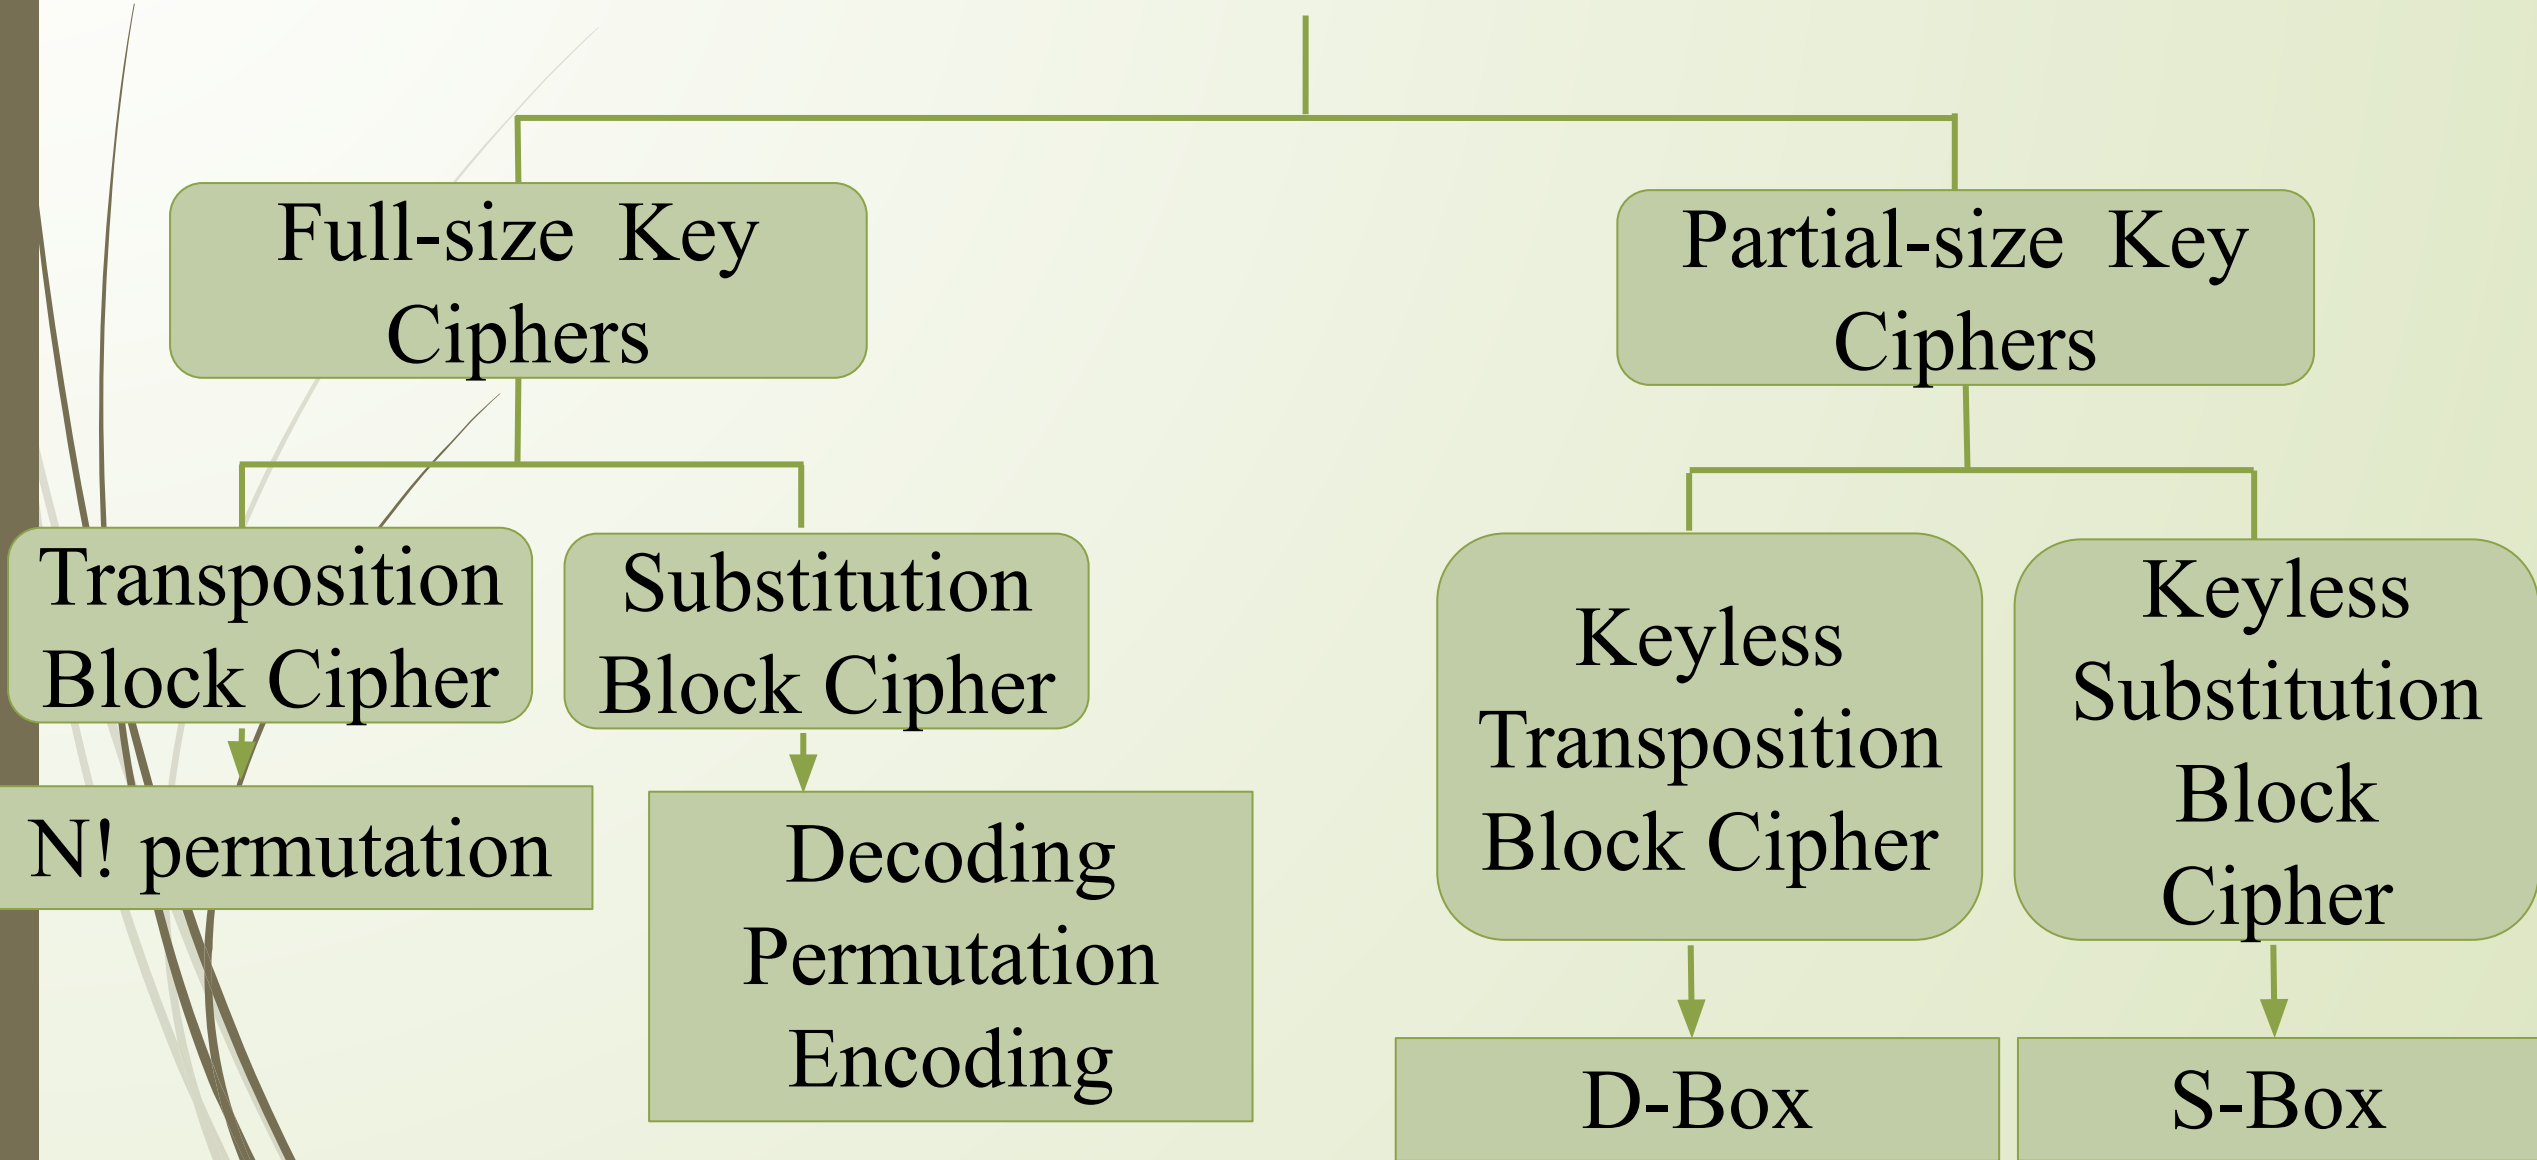 Full-size Key
Ciphers
Partial-size Key
Ciphers
Transposition
Block Cipher
Substitution
Block Cipher
Keyless
Transposition
Block Cipher
Keyless
Substitution
Block
Cipher
N! permutation
Decoding
Permutation
Encoding
D-Box
S-Box